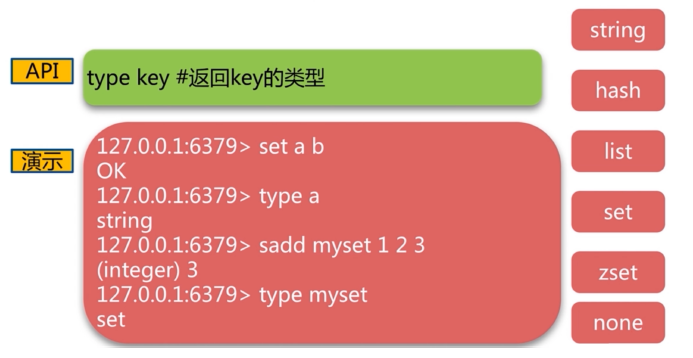 API
type key #返回key的类型
演示
127.0.0.1:6379> set a b
OK
127.0.0.1:6379> type a
string
127.0.0.1:6379> sadd myset 1 2 3
(integer) 3
127.0.0.1:6379> type myset
set
string
hash
list
set
zset
none